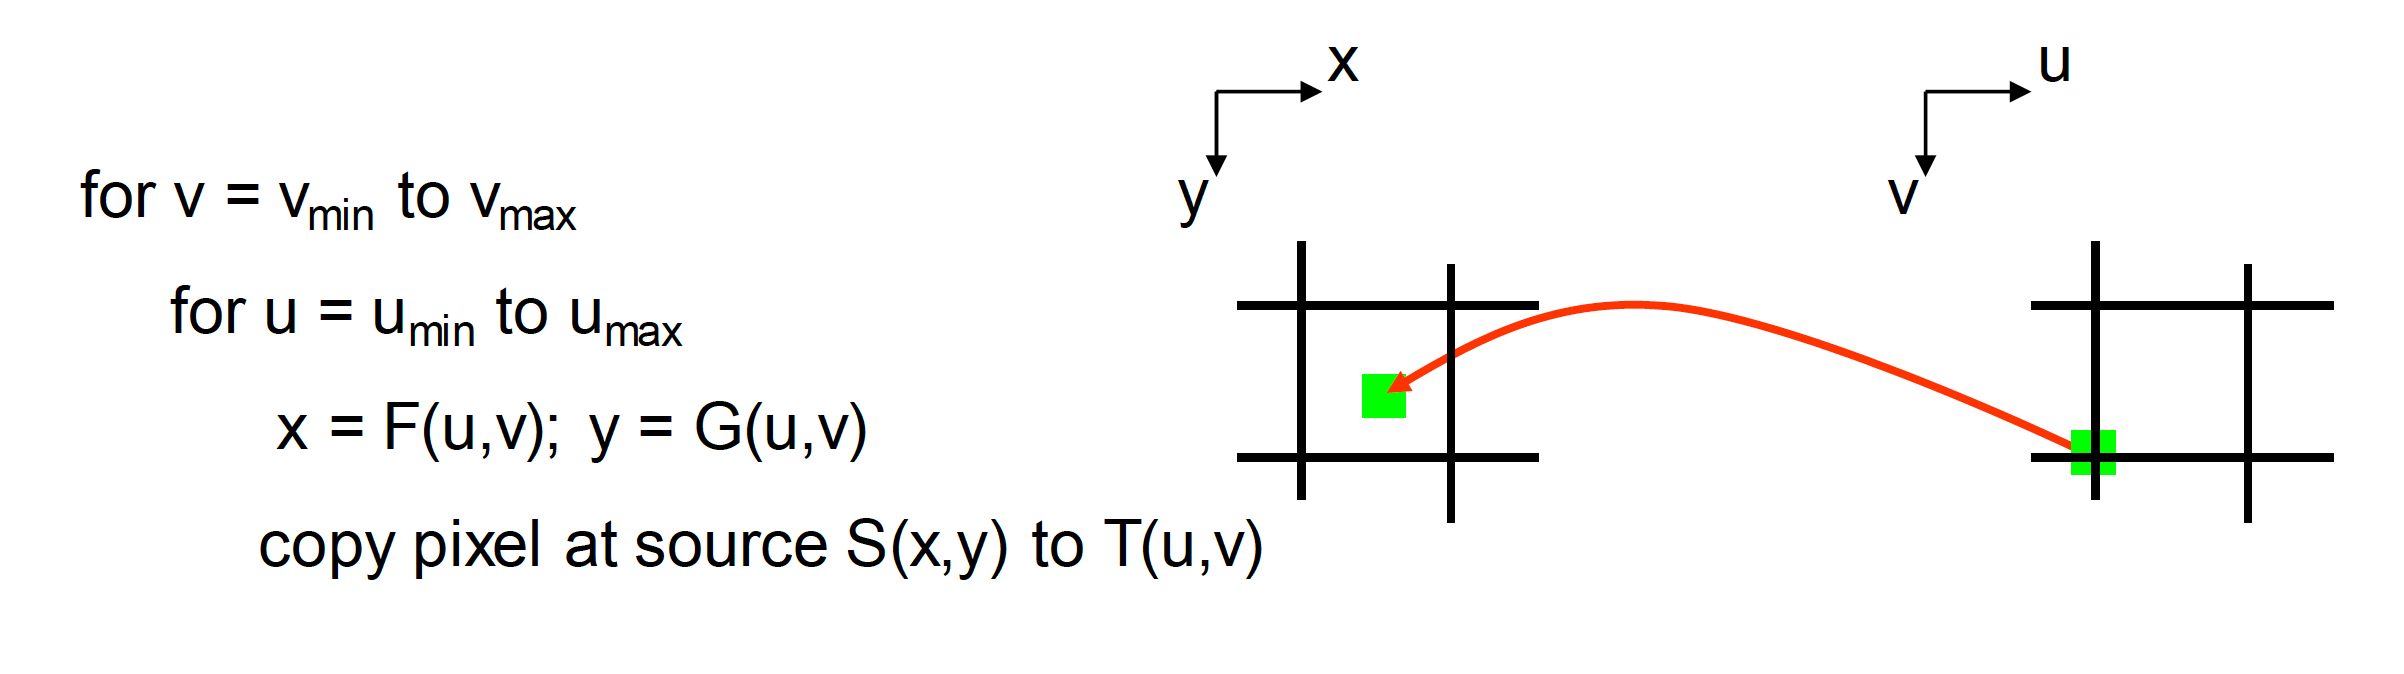 for v = vmin to vmax
for u = umin to umax
x = F(u,v); y = G(u,v)
copy pixel at source S(x,y) to T(u,v)
x
y
u
v